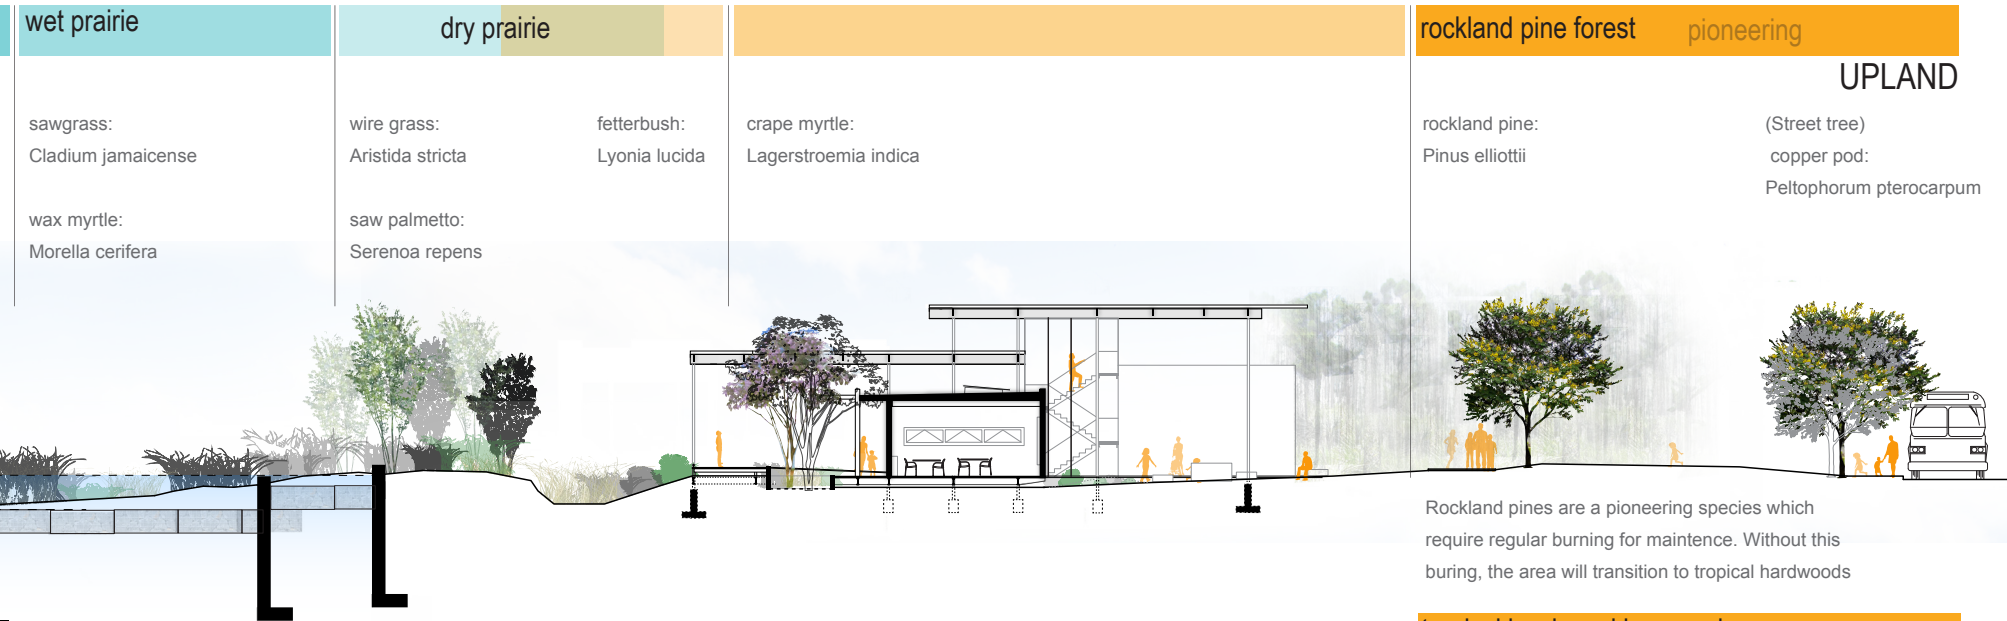 wet prairie
dry prairie
rockland pine forest
pioneering
UPLAND
sawgrass:
Cladium jamaicense
wax myrtle:
Morella cerifera
wire grass:
Aristida stricta
saw palmetto:
Serenoa repens
fetterbush:
Lyonia lucida
crape myrtle:
Lagerstroemia indica
rockland pine:
Pinus elliottii
(Street tree)
copper pod:
Peltophorum pterocarpum
Rockland pines are a pioneering species which
require regular burning for maintence. Without this
buring, the area will transition to tropical hardwoods